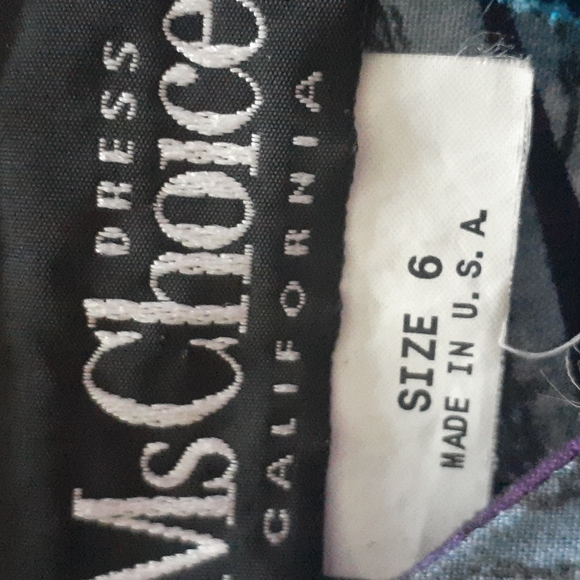 DRESS
MsChoice
CALIFORNIA
SIZE 6
MADE IN U.S.A.